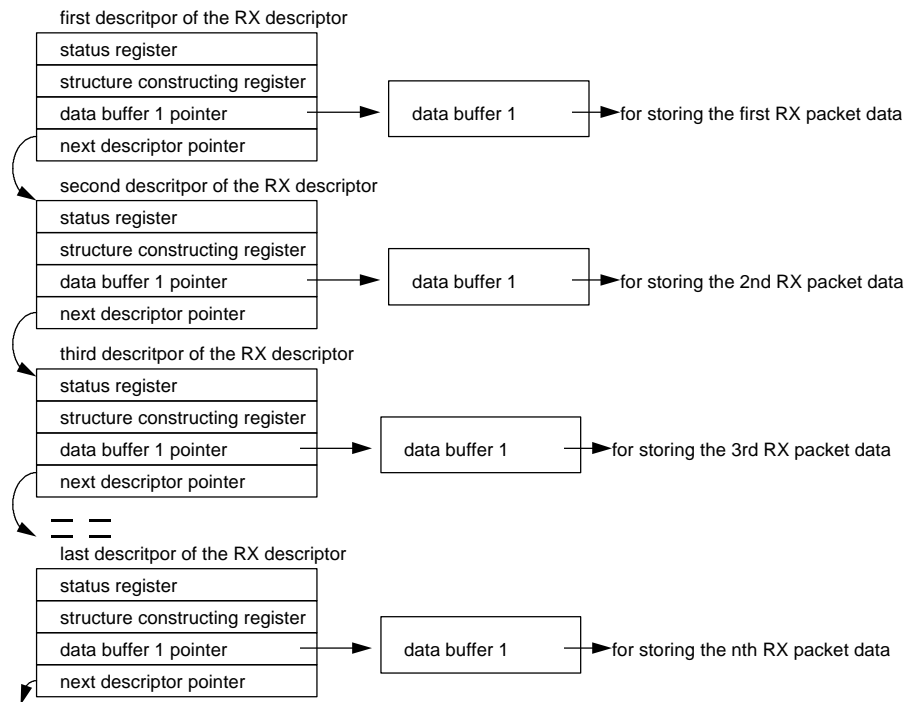 first descritpor of the RX descriptor
status register
structure constructing register
data buffer 1 pointer
data buffer 1
for storing the first RX packet data
next descriptor pointer
second descritpor of the RX descriptor
status register
structure constructing register
data buffer 1 pointer
data buffer 1
for storing the 2nd RX packet data
next descriptor pointer
third descritpor of the RX descriptor
status register
structure constructing register
data buffer 1 pointer
data buffer 1
for storing the 3rd RX packet data
next descriptor pointer
last descritpor of the RX descriptor
status register
structure constructing register
data buffer 1 pointer
data buffer 1
for storing the nth RX packet data
next descriptor pointer